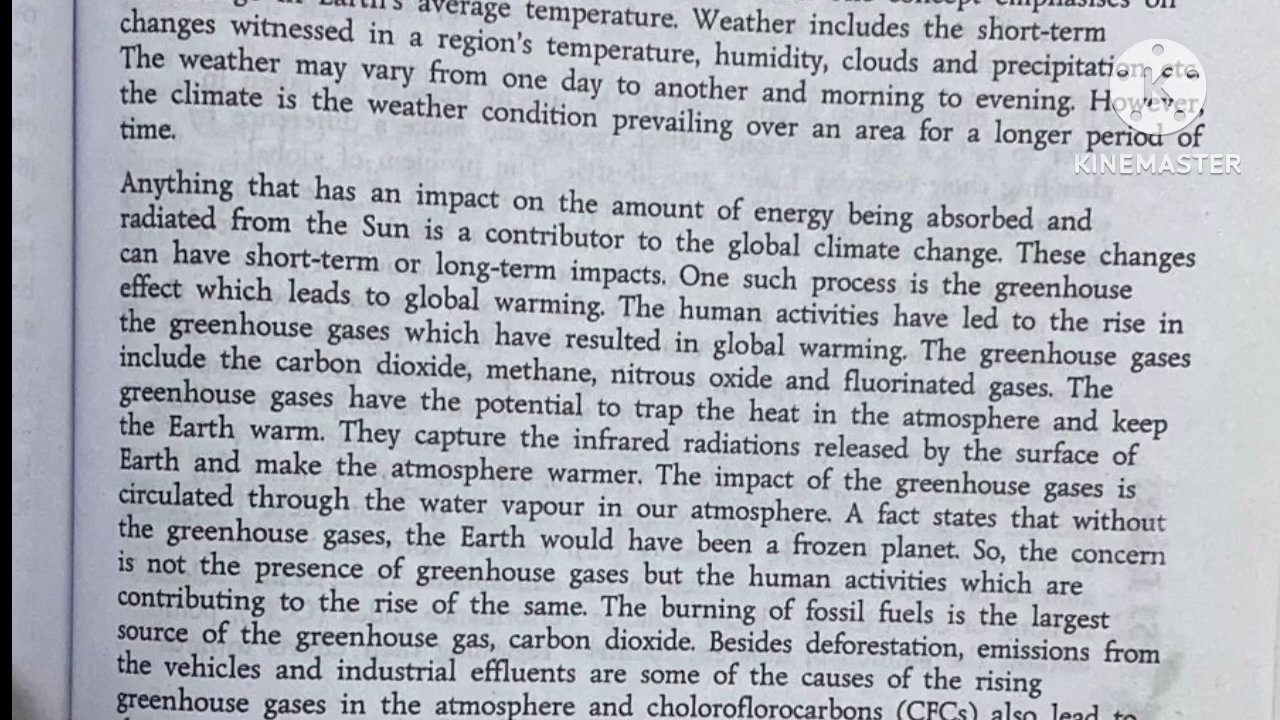 Earth's average temperature. Weather includes the short-term
changes witnessed in a region's temperature, humidity, clouds and precipitation etc.
The weather may vary from one day to another and morning to evening. However,
the climate is the weather condition prevailing over an area for a longer period of
time.
KINEMASTER
Anything that has an impact on the amount of energy being absorbed and
radiated from the Sun is a contributor to the global climate change. These changes
can have short-term or long-term impacts. One such process is the greenhouse
effect which leads to global warming. The human activities have led to the rise in
the greenhouse gases which have resulted in global warming. The greenhouse gases
include the carbon dioxide, methane, nitrous oxide and fluorinated gases. The
greenhouse gases have the potential to trap the heat in the atmosphere and keep
the Earth warm. They capture the infrared radiations released by the surface of
Earth and make the atmosphere warmer. The impact of the greenhouse gases is
circulated through the water vapour in our atmosphere. A fact states that without
the greenhouse gases, the Earth would have been a frozen planet. So, the concern
is not the presence of greenhouse gases but the human activities which are
contributing to the rise of the same. The burning of fossil fuels is the largest
source of the greenhouse gas, carbon dioxide. Besides deforestation, emissions from
the vehicles and industrial effluents are some of the causes of the rising
greenhouse gases in the atmosphere and choloroflorocarbons (CFCs) also lead to